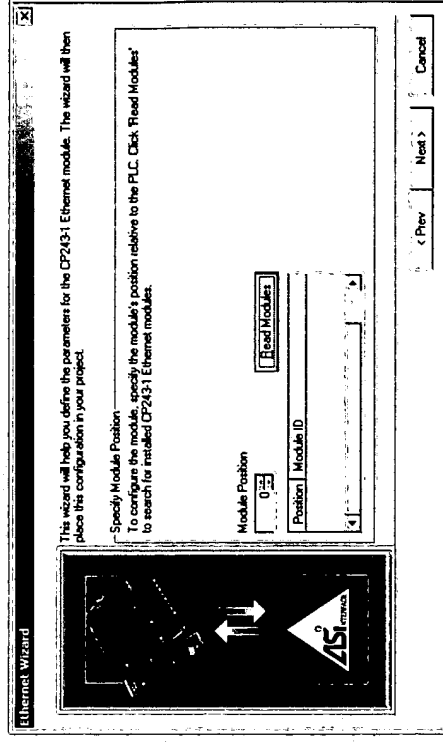 Ethernet Wizard
This wizard will help you define the parameters for the CP243-1 Ethernet module. The wizard will then
place this configuration in your project.
Specify Module Position
To configure the module, specify the module's position relative to the PLC. Click 'Read Modules'
to search for installed CP243-1 Ethernet modules.
Module Position
0
Read Modules
Position Module ID
ASi
INTERFACE
< Prev Next > Cancel